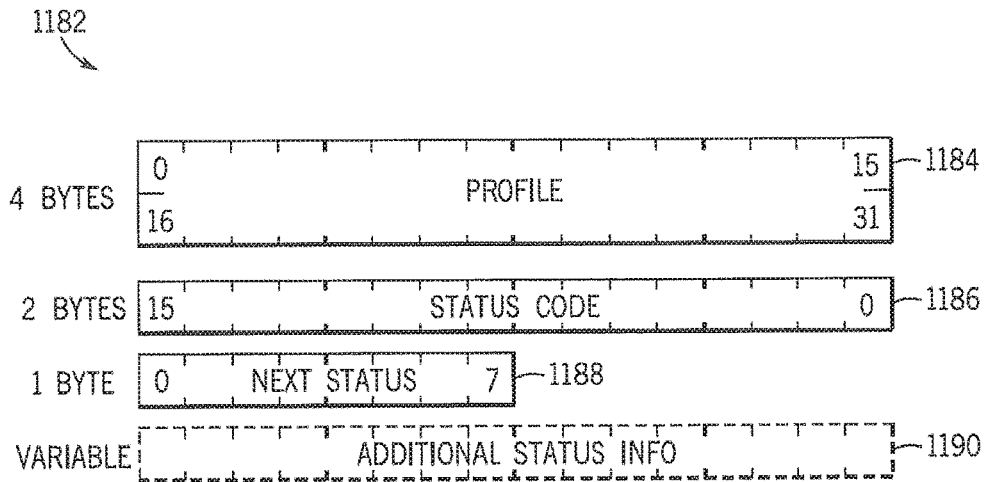 1182
0 15 1184
4 BYTES PROFILE
16 31
2 BYTES 15 STATUS CODE 0 1186
1 BYTE 0 NEXT STATUS 7 1188
VARIABLE ADDITIONAL STATUS INFO 1190